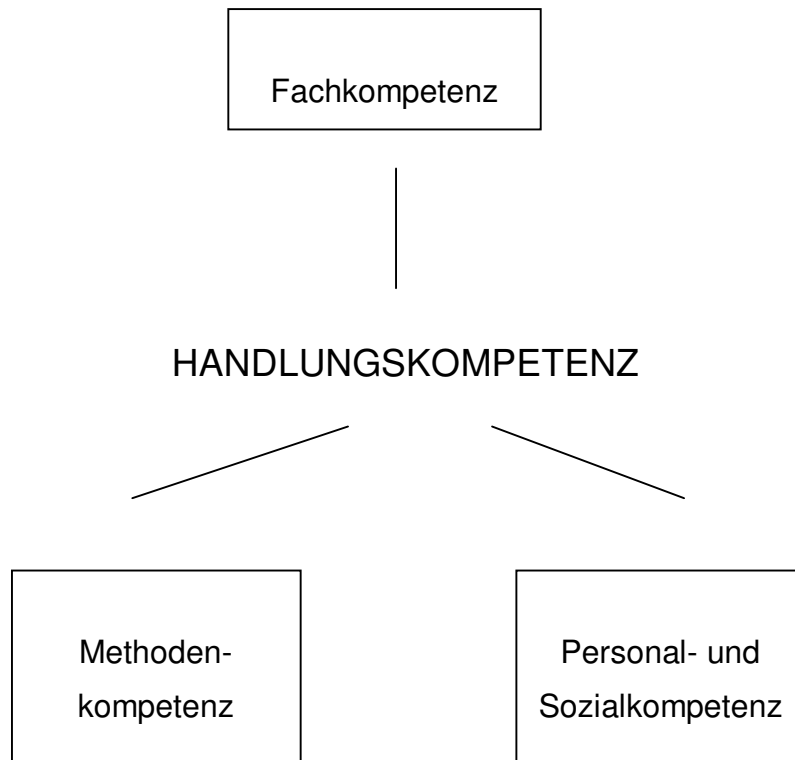 Fachkompetenz
HANDLUNGSKOMPETENZ
Methoden-
kompetenz
Personal- und
Sozialkompetenz